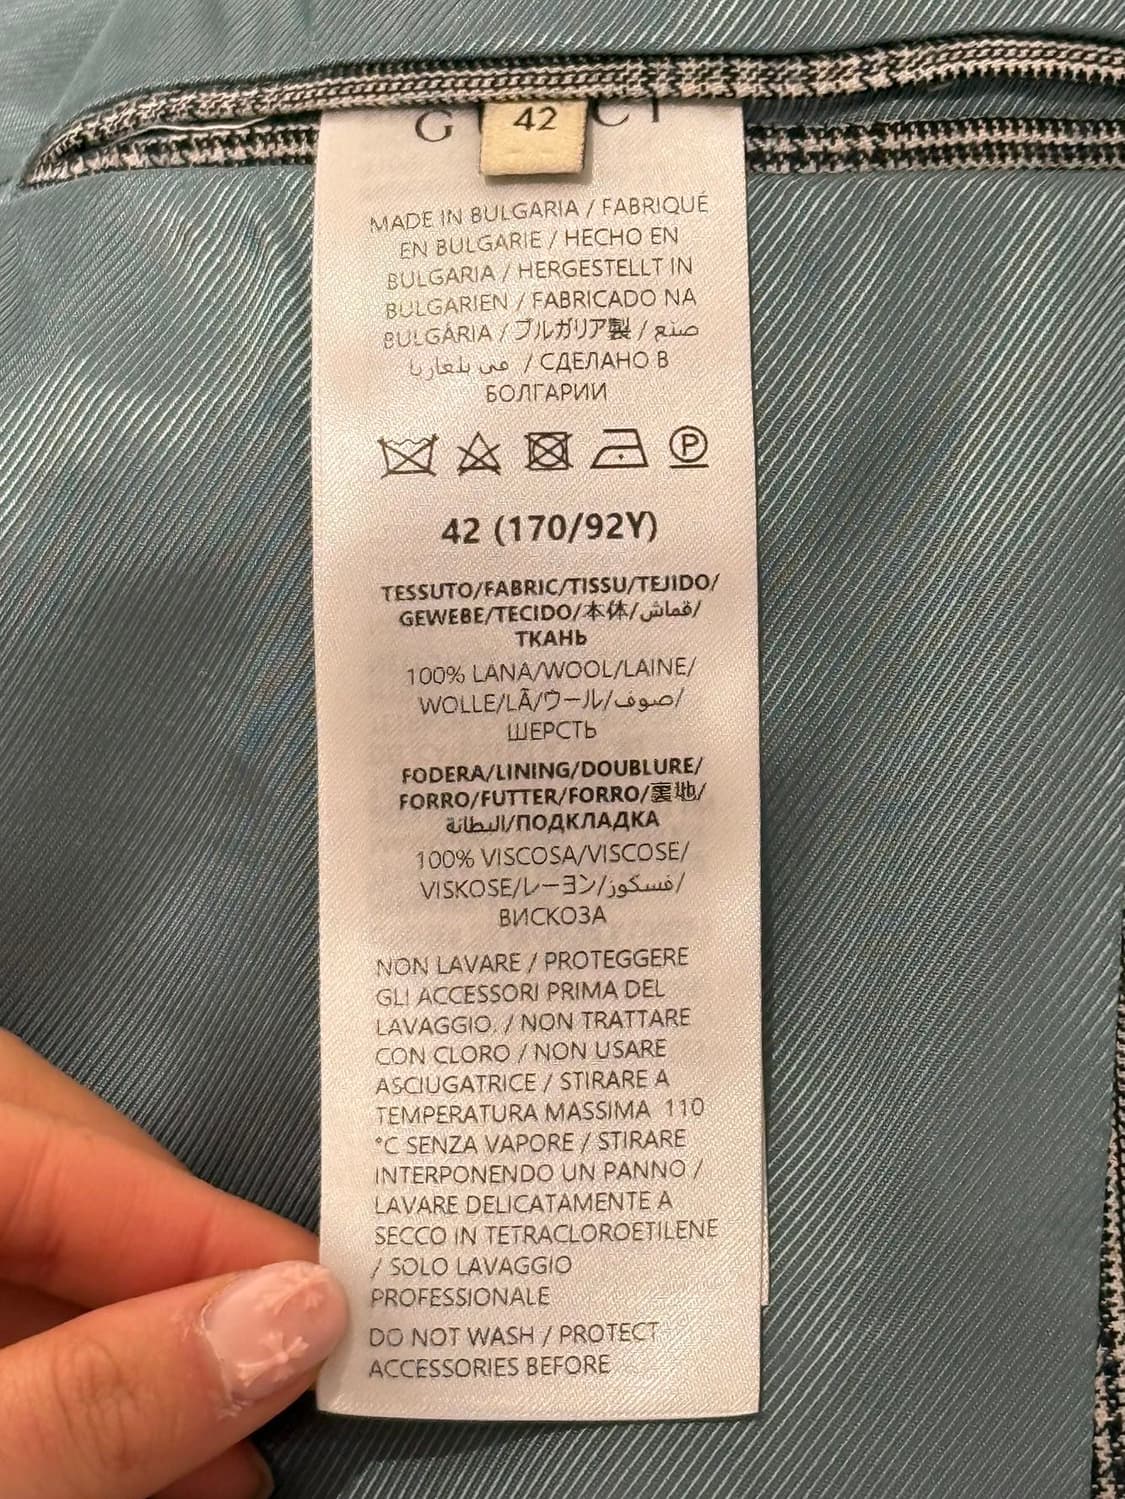 G CI
42
MADE IN BULGARIA / FABRIQUÉ
EN BULGARIE / HECHO EN
BULGARIA / HERGESTELLT IN
BULGARIEN / FABRICADO NA
BULGÁRIA / ブルガリア製 / صنع
في بلغاريا / СДЕЛАНО В
БОЛГАРИИ
P
42 (170/92Y)
TESSUTO/FABRIC/TISSU/TEJIDO/
GEWEBE/TECIDO/本体/قماش/
ТКАНЬ
100% LANA/WOOL/LAINE/
WOLLE/LÃ/ウール/صوف/
ШЕРСТЬ
FODERA/LINING/DOUBLURE/
FORRO/FUTTER/FORRO/裏地/
البطانة/ПОДКЛАДКА
100% VISCOSA/VISCOSE/
VISKOSE/レーヨン/فسكوز/
ВИСКОЗА
NON LAVARE / PROTEGGERE
GLI ACCESSORI PRIMA DEL
LAVAGGIO. / NON TRATTARE
CON CLORO / NON USARE
ASCIUGATRICE / STIRARE A
TEMPERATURA MASSIMA 110
°C SENZA VAPORE / STIRARE
INTERPONENDO UN PANNO /
LAVARE DELICATAMENTE A
SECCO IN TETRACLOROETILENE
/ SOLO LAVAGGIO
PROFESSIONALE
DO NOT WASH / PROTECT
ACCESSORIES BEFORE